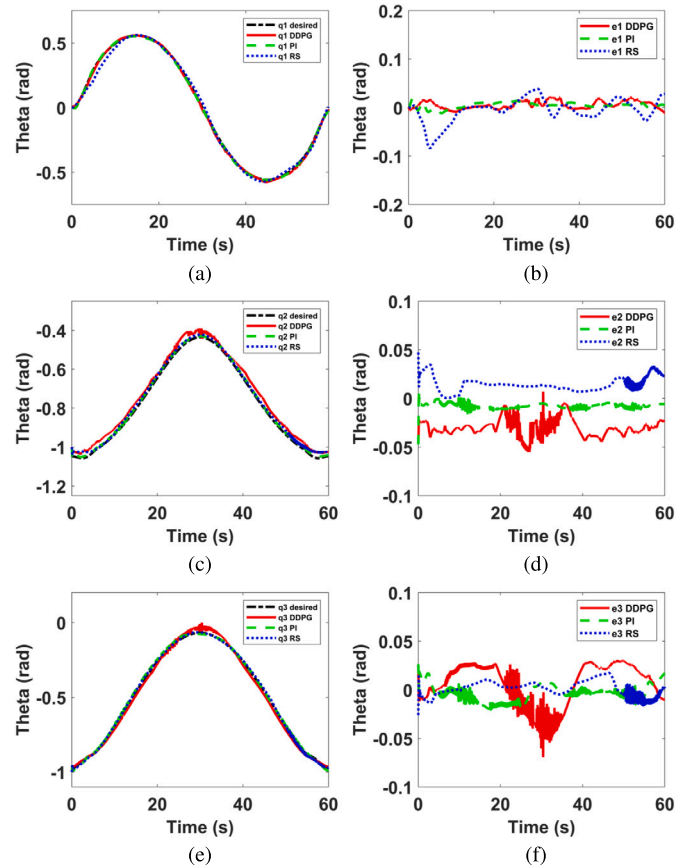 q1 desired
q1 DDPG
q1 PI
q1 RS
0.5
0
-0.5
Theta (rad)
0 20 40 60
Time (s)
(a)
e1 DDPG
e1 PI
e1 RS
0.2
0.1
0
-0.1
-0.2
Theta (rad)
0 20 40 60
Time (s)
(b)
q2 desired
q2 DDPG
q2 PI
q2 RS
-0.4
-0.6
-0.8
-1
-1.2
Theta (rad)
0 20 40 60
Time (s)
(c)
e2 DDPG
e2 PI
e2 RS
0.1
0.05
0
-0.05
-0.1
Theta (rad)
0 20 40 60
Time (s)
(d)
q3 desired
q3 DDPG
q3 PI
q3 RS
0
-0.5
-1
Theta (rad)
0 20 40 60
Time (s)
(e)
e3 DDPG
e3 PI
e3 RS
0.1
0.05
0
-0.05
-0.1
Theta (rad)
0 20 40 60
Time (s)
(f)